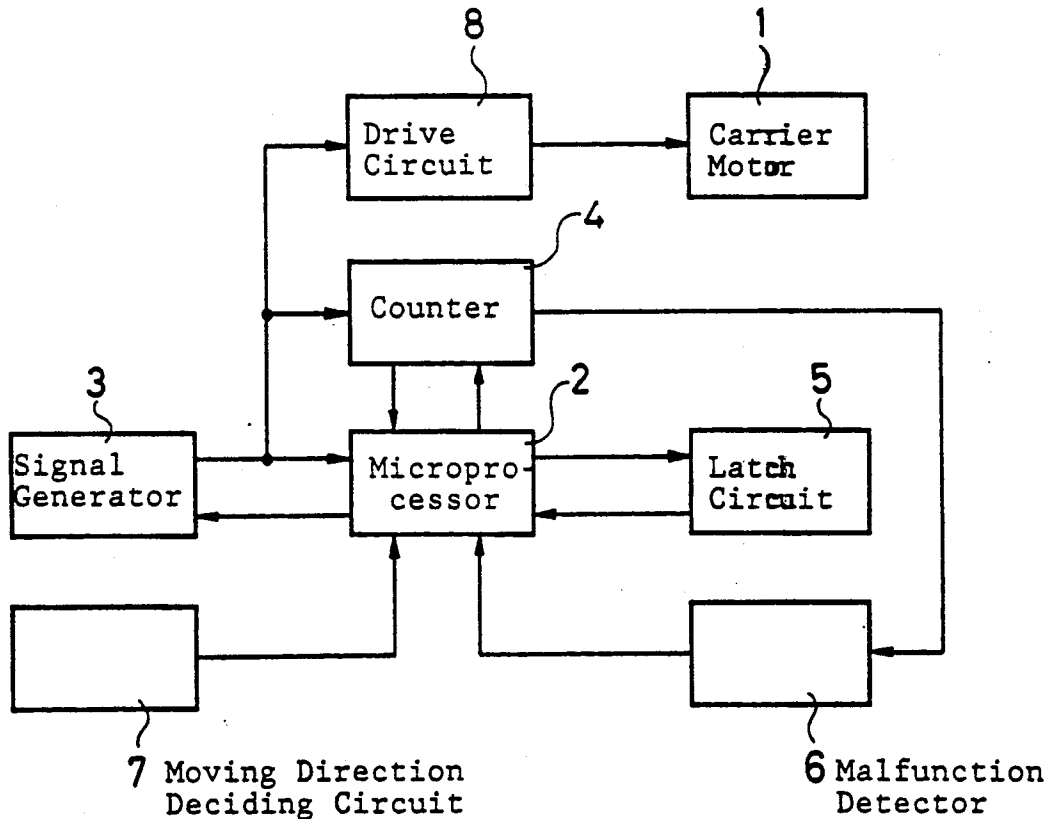 8
1
Drive
Circuit
Carrier
Motor
4
Counter
3
2
5
Signal
Generator
Micropro
cessor
Latch
Circuit
7 Moving Direction
Deciding Circuit
6 Malfunction
Detector